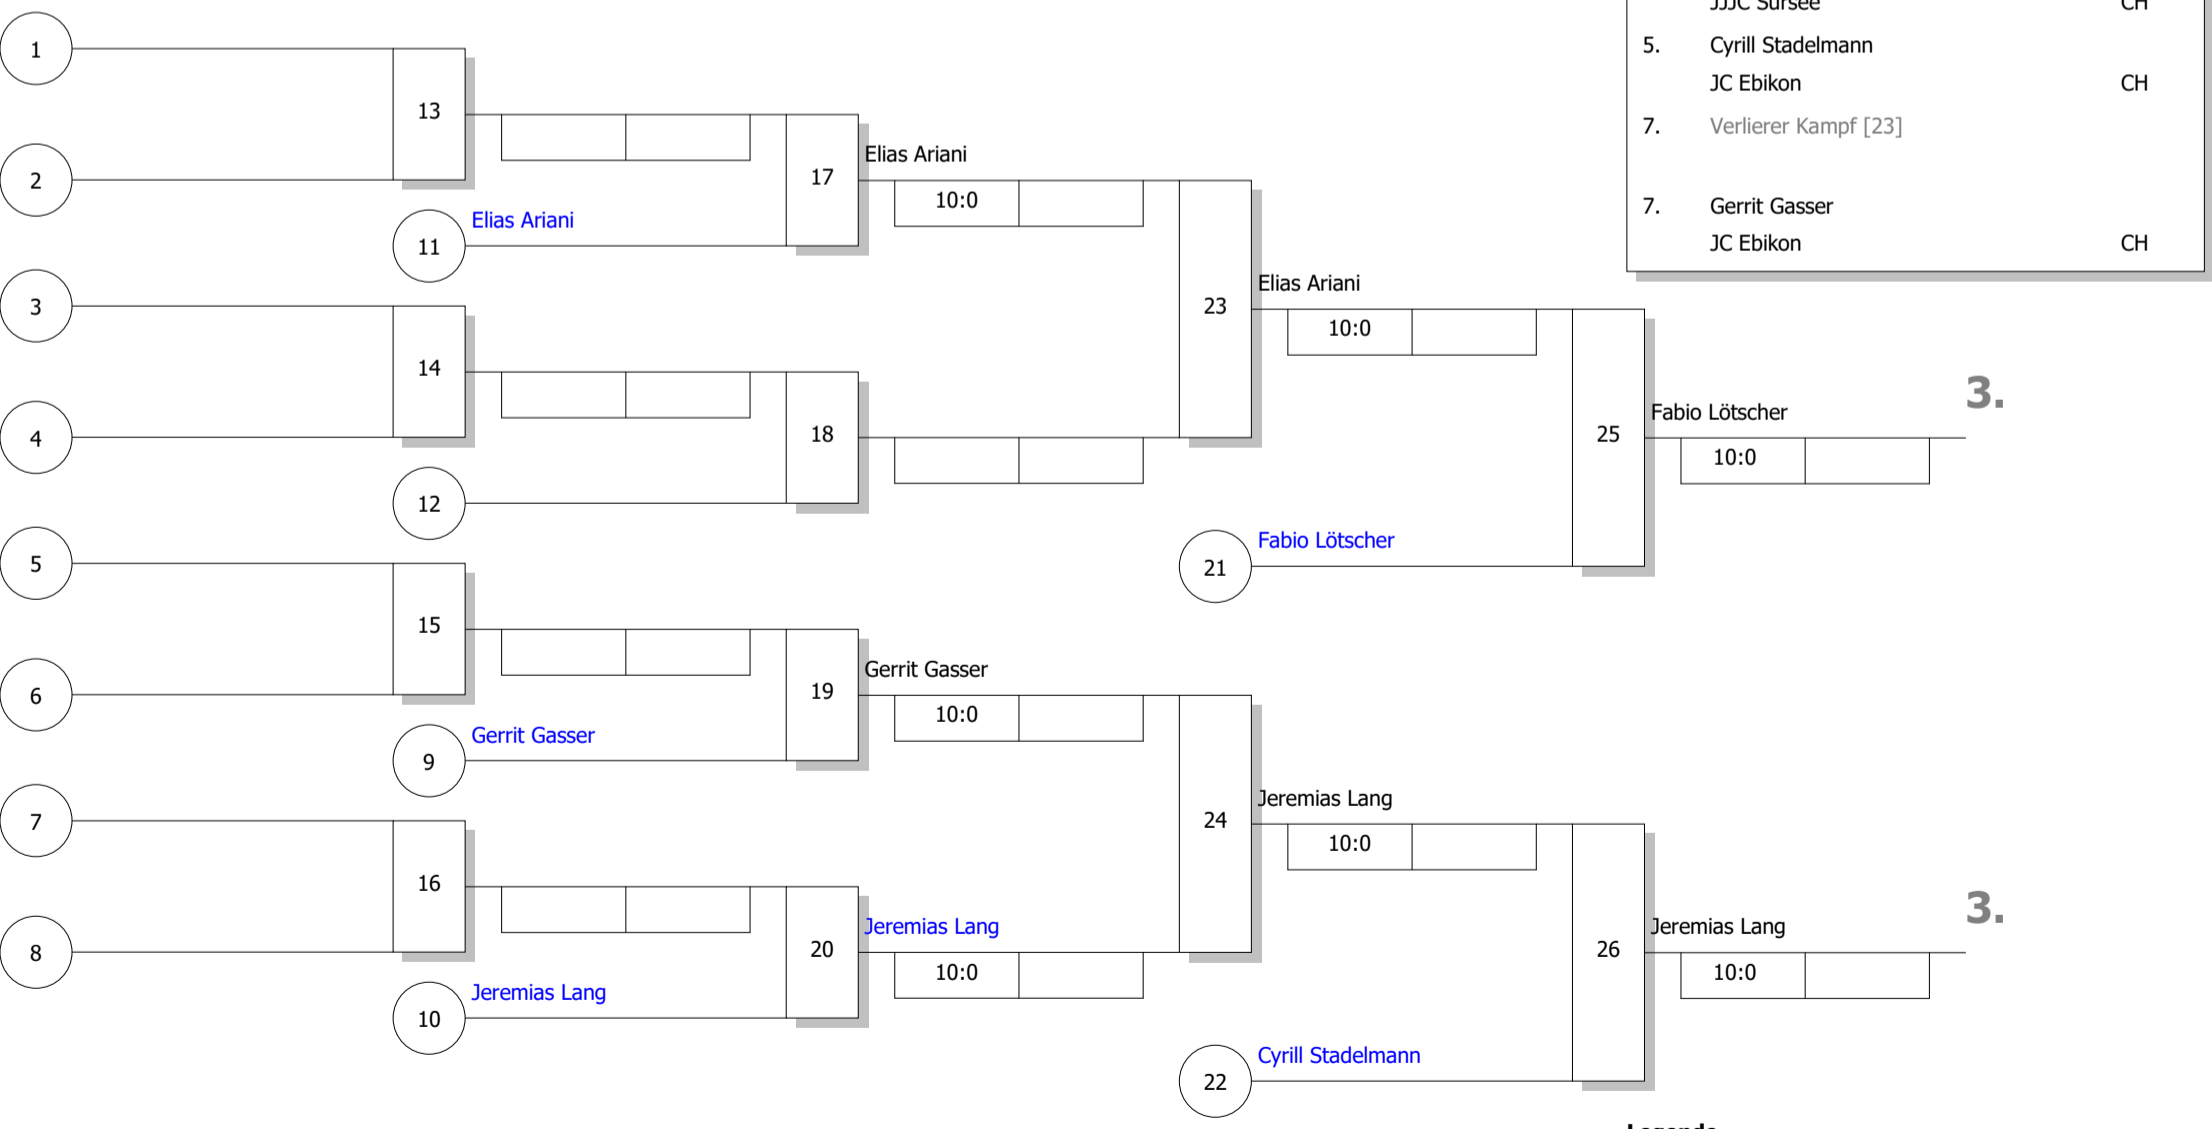 JJJC Sursee CH
5. Cyrill Stadelmann
JC Ebikon CH
7. Verlierer Kampf [23]
7. Gerrit Gasser
JC Ebikon CH
1
13
2
17
Elias Ariani
10:0
11
Elias Ariani
3
14
4
18
12
23
Elias Ariani
10:0
25
Fabio Lötscher
10:0
3.
21
Fabio Lötscher
5
15
6
19
Gerrit Gasser
10:0
9
Gerrit Gasser
7
16
8
20
Jeremias Lang
10:0
10
Jeremias Lang
24
Jeremias Lang
10:0
26
Jeremias Lang
10:0
3.
22
Cyrill Stadelmann